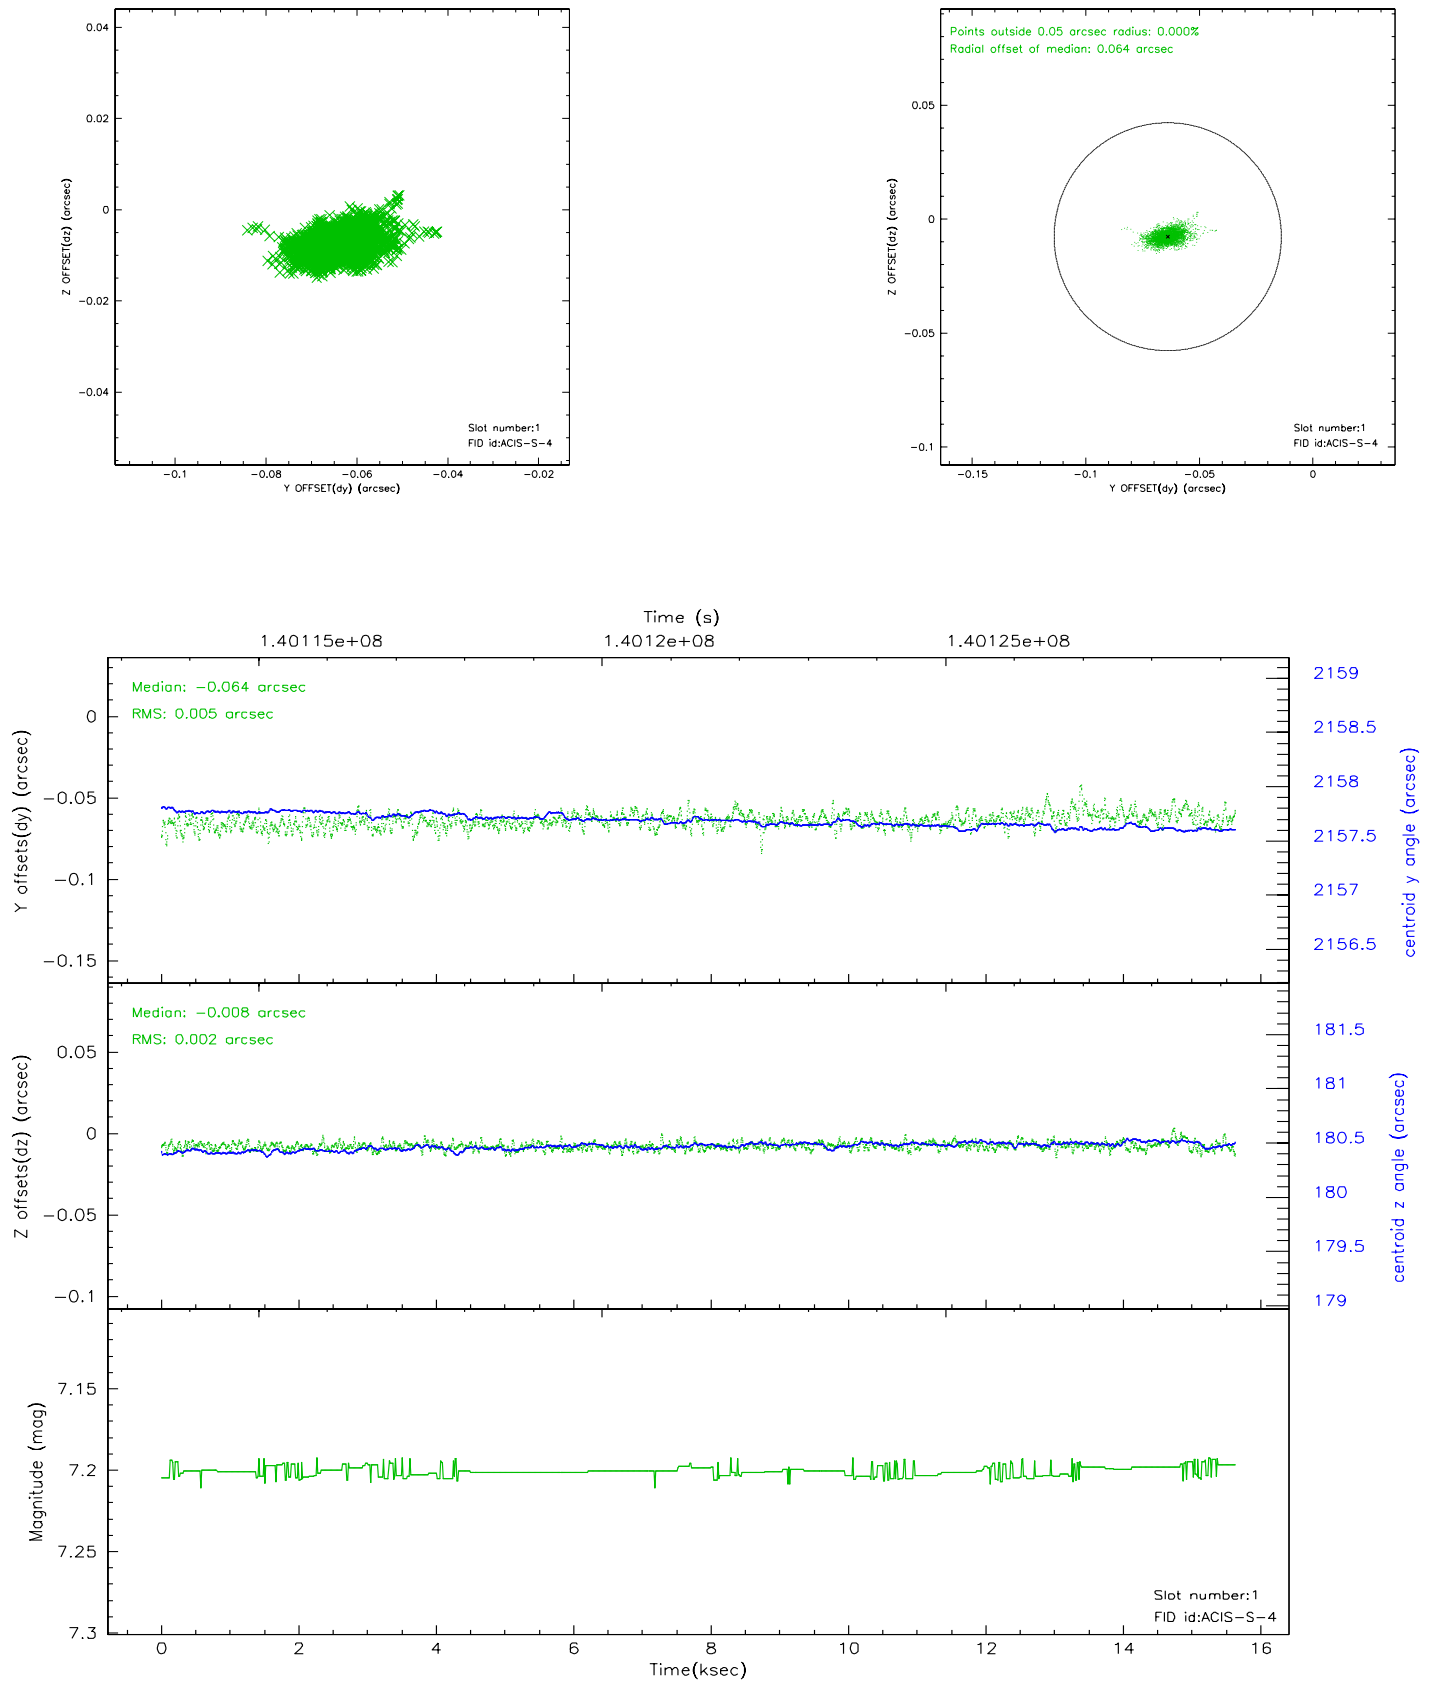 0.04
0.02
0
−0.02
−0.04
Z OFFSET(dz) (arcsec)
Slot number:1
FID id:ACIS−S−4
−0.1
−0.08
−0.06
−0.04
−0.02
Y OFFSET(dy) (arcsec)
Points outside 0.05 arcsec radius: 0.000%
Radial offset of median: 0.064 arcsec
0.05
0
−0.05
−0.1
Z OFFSET(dz) (arcsec)
Slot number:1
FID id:ACIS−S−4
−0.15
−0.1
−0.05
0
Y OFFSET(dy) (arcsec)
Time (s)
1.40115e+08
1.4012e+08
1.40125e+08
Median: −0.064 arcsec
RMS: 0.005 arcsec
0
−0.05
−0.1
−0.15
Y offsets(dy) (arcsec)
2159
2158.5
2158
2157.5
2157
2156.5
centroid y angle (arcsec)
Median: −0.008 arcsec
RMS: 0.002 arcsec
0.05
0
−0.05
−0.1
Z offsets(dz) (arcsec)
181.5
181
180.5
180
179.5
179
centroid z angle (arcsec)
7.15
7.2
7.25
7.3
Magnitude (mag)
Slot number:1
FID id:ACIS−S−4
0
2
4
6
8
10
12
14
16
Time(ksec)